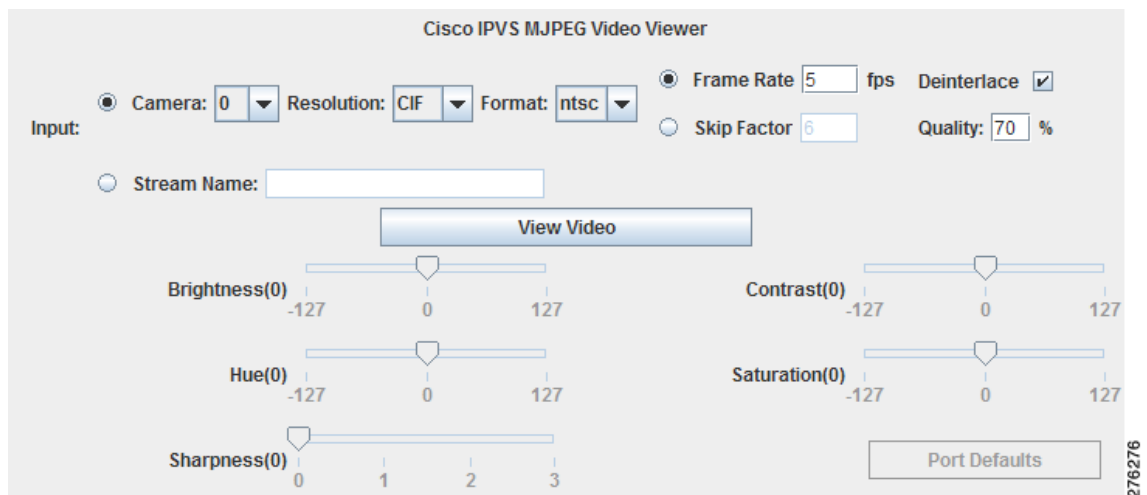 Cisco IPVS MJPEG Video Viewer
Input:
Camera: 0 Resolution: CIF Format: ntsc
Frame Rate 5 fps Deinterlace
Skip Factor 6 Quality: 70 %
Stream Name:
View Video
Brightness(0) -127 0 127
Contrast(0) -127 0 127
Hue(0) -127 0 127
Saturation(0) -127 0 127
Sharpness(0) 0 1 2 3
Port Defaults
276276